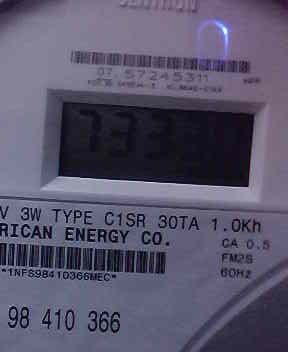 CENTRON
07 57245311
V 3W TYPE C1SR 30TA 1.0Kh
RICAN ENERGY CO.
CA 0.5
FM2S
60Hz
*1NFS98410366MEC*
98 410 366